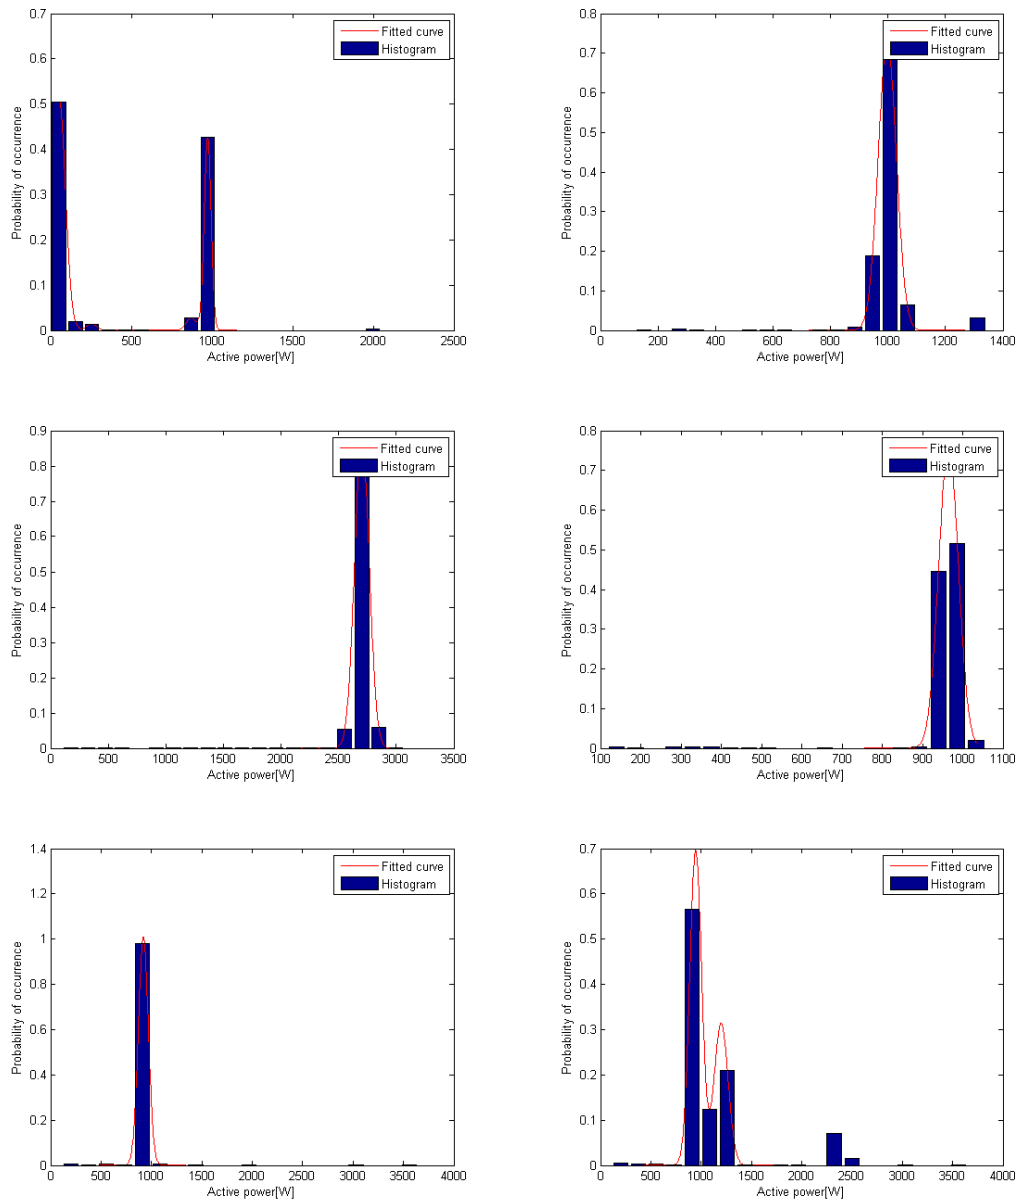 0.7
0.6
0.5
0.4
0.3
0.2
0.1
0
0 500 1000 1500 2000 2500
Active power[W]
Probability of occurrence
Fitted curve
Histogram
0.8
0.7
0.6
0.5
0.4
0.3
0.2
0.1
0
0 200 400 600 800 1000 1200 1400
Active power[W]
Probability of occurrence
Fitted curve
Histogram
0.9
0.8
0.7
0.6
0.5
0.4
0.3
0.2
0.1
0
0 500 1000 1500 2000 2500 3000 3500
Active power[W]
Probability of occurrence
Fitted curve
Histogram
0.8
0.7
0.6
0.5
0.4
0.3
0.2
0.1
0
100 200 300 400 500 600 700 800 900 1000 1100
Active power[W]
Probability of occurrence
Fitted curve
Histogram
1.4
1.2
1
0.8
0.6
0.4
0.2
0
0 500 1000 1500 2000 2500 3000 3500 4000
Active power[W]
Probability of occurrence
Fitted curve
Histogram
0.7
0.6
0.5
0.4
0.3
0.2
0.1
0
0 500 1000 1500 2000 2500 3000 3500 4000
Active power[W]
Probability of occurrence
Fitted curve
Histogram